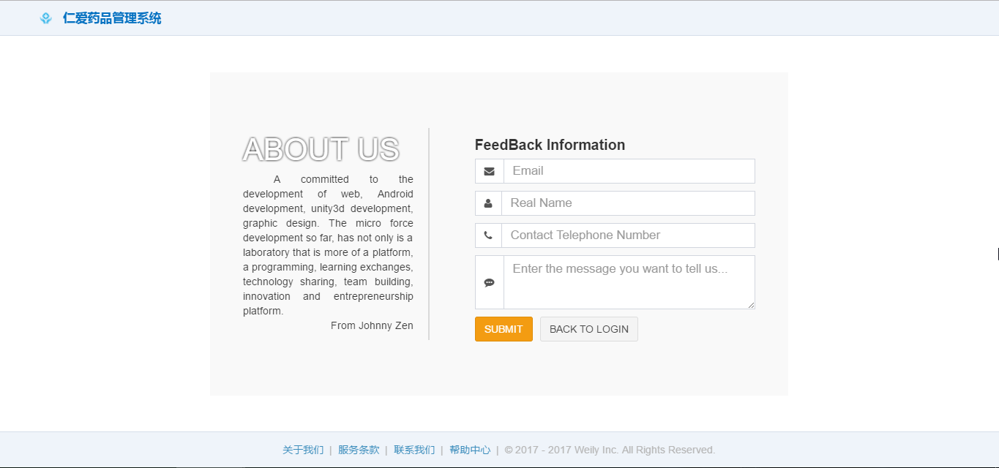 仁爱药品管理系统
ABOUT US
A committed to the
development of web, Android
development, unity3d development,
graphic design. The micro force
development so far, has not only is a
laboratory that is more of a platform,
a programming, learning exchanges,
technology sharing, team building,
innovation and entrepreneurship
platform.
From Johnny Zen
FeedBack Information
Email
Real Name
Contact Telephone Number
Enter the message you want to tell us...
SUBMIT BACK TO LOGIN
关于我们 | 服务条款 | 联系我们 | 帮助中心 | © 2017 - 2017 Weily Inc. All Rights Reserved.